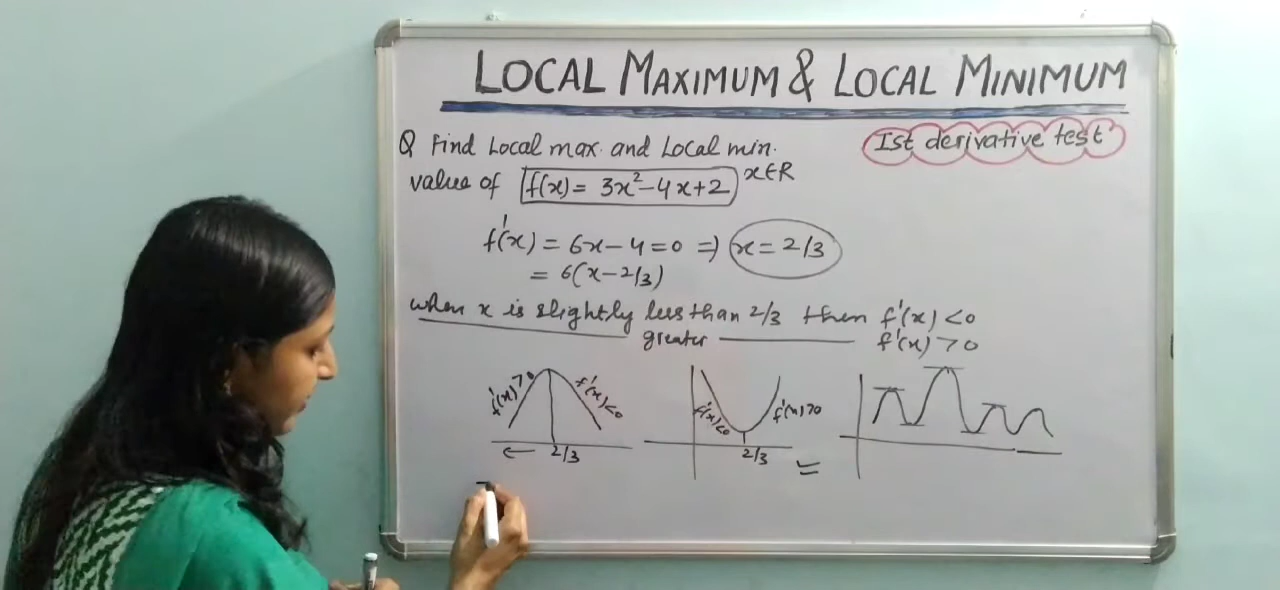 LOCAL MAXIMUM & LOCAL MINIMUM
Ist derivative test
Q Find Local max. and Local min.
value of f(x) = 3x²-4x+2 x∈R
f'(x) = 6x-4=0 => x=2/3
= 6(x-2/3)
when x is slightly less than 2/3 then f'(x) <0
greater f'(x) >0
f'(x) >0 f'(x) <0
2/3
f'(x) <0 f'(x) >0
2/3